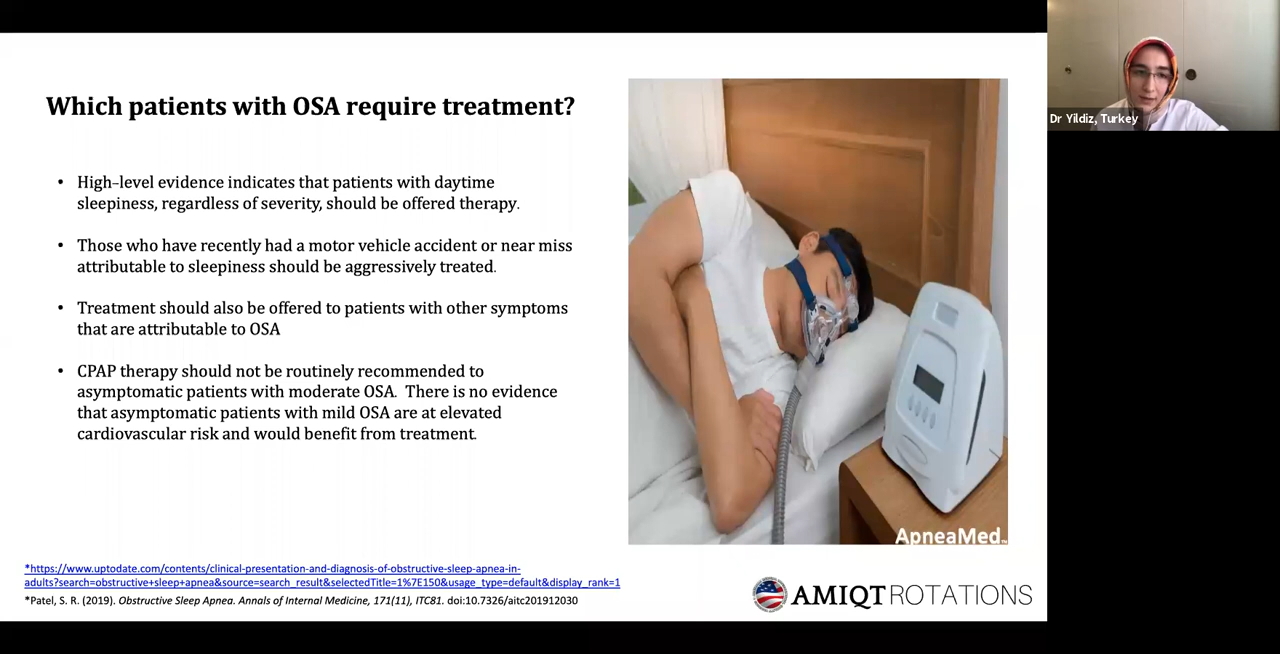 Which patients with OSA require treatment?
• High-level evidence indicates that patients with daytime
sleepiness, regardless of severity, should be offered therapy.
• Those who have recently had a motor vehicle accident or near miss
attributable to sleepiness should be aggressively treated.
• Treatment should also be offered to patients with other symptoms
that are attributable to OSA
• CPAP therapy should not be routinely recommended to
asymptomatic patients with moderate OSA. There is no evidence
that asymptomatic patients with mild OSA are at elevated
cardiovascular risk and would benefit from treatment.
ApneaMed
*https://www.uptodate.com/contents/clinical-presentation-and-diagnosis-of-obstructive-sleep-apnea-in-
adults?search=obstructive+sleep+apnea&source=search_result&selectedTitle=1%7E150&usage_type=default&display_rank=1
*Patel, S. R. (2019). Obstructive Sleep Apnea. Annals of Internal Medicine, 171(11), ITC81. doi:10.7326/aitc201912030
AMIQT ROTATIONS
Dr Yildiz, Turkey